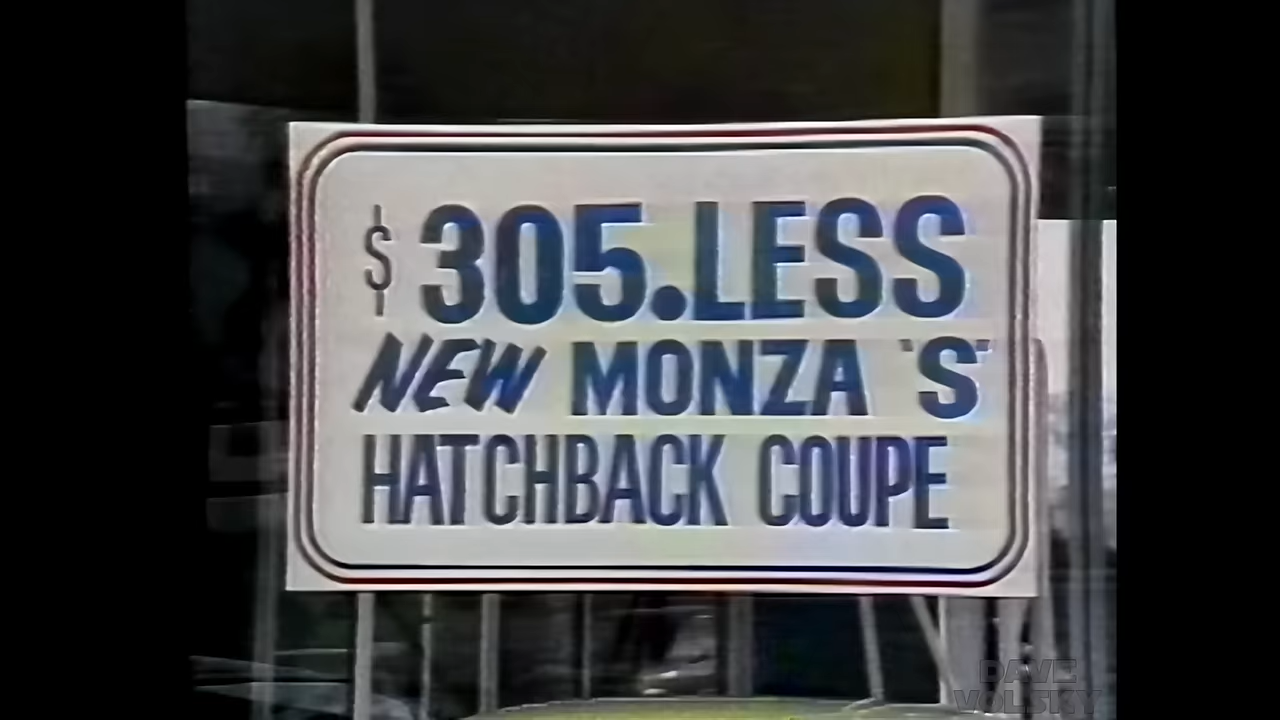 $305.LESS
NEW MONZA 'S'
HATCHBACK COUPE
DAVE
VOLSKY